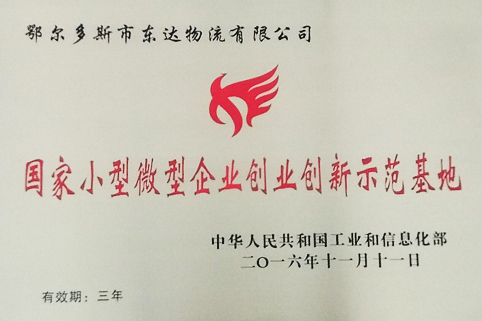 鄂尔多斯市东达物流有限公司
国家小型微型企业创业创新示范基地
中华人民共和国工业和信息化部
二〇一六年十一月十一日
有效期：三年